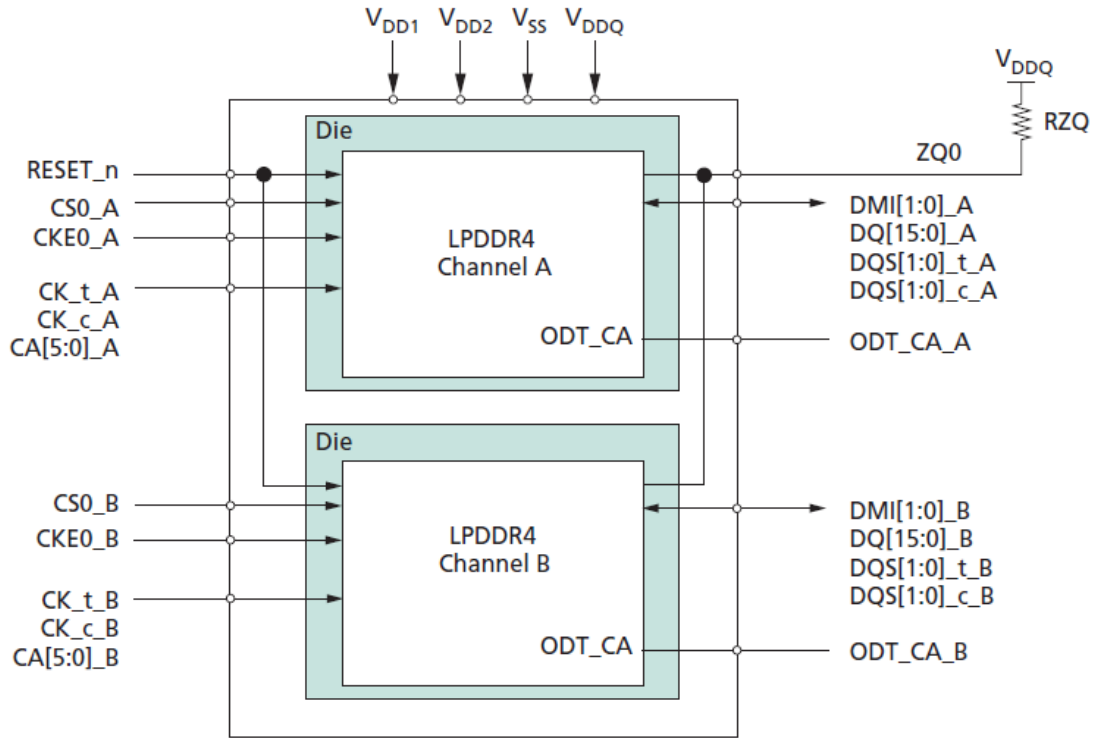 VDD1 VDD2 VSS VDDQ
VDDQ
RZQ
Die
RESET_n
ZQ0
CS0_A
CKE0_A
LPDDR4
Channel A
DMI[1:0]_A
DQ[15:0]_A
DQS[1:0]_t_A
DQS[1:0]_c_A
CK_t_A
CK_c_A
CA[5:0]_A
ODT_CA
ODT_CA_A
Die
CS0_B
CKE0_B
LPDDR4
Channel B
DMI[1:0]_B
DQ[15:0]_B
DQS[1:0]_t_B
DQS[1:0]_c_B
CK_t_B
CK_c_B
CA[5:0]_B
ODT_CA
ODT_CA_B